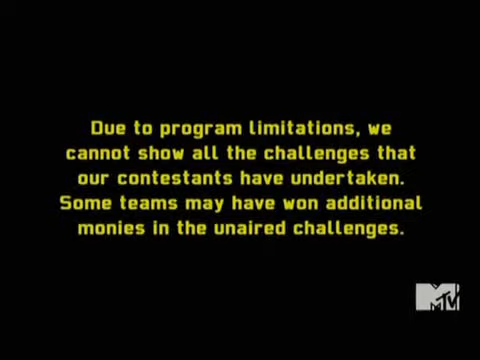 Due to program limitations, we
cannot show all the challenges that
our contestants have undertaken.
Some teams may have won additional
monies in the unaired challenges.
MTV